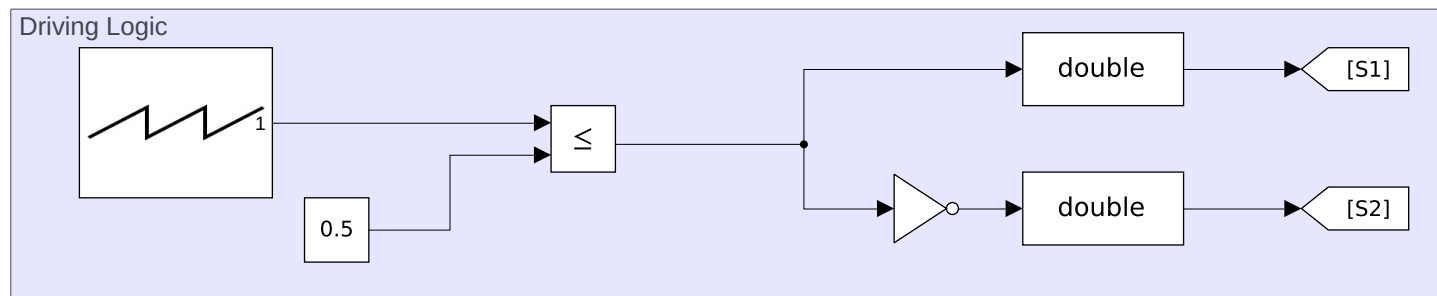 Driving Logic
1
≤
0.5
double
[S1]
double
[S2]